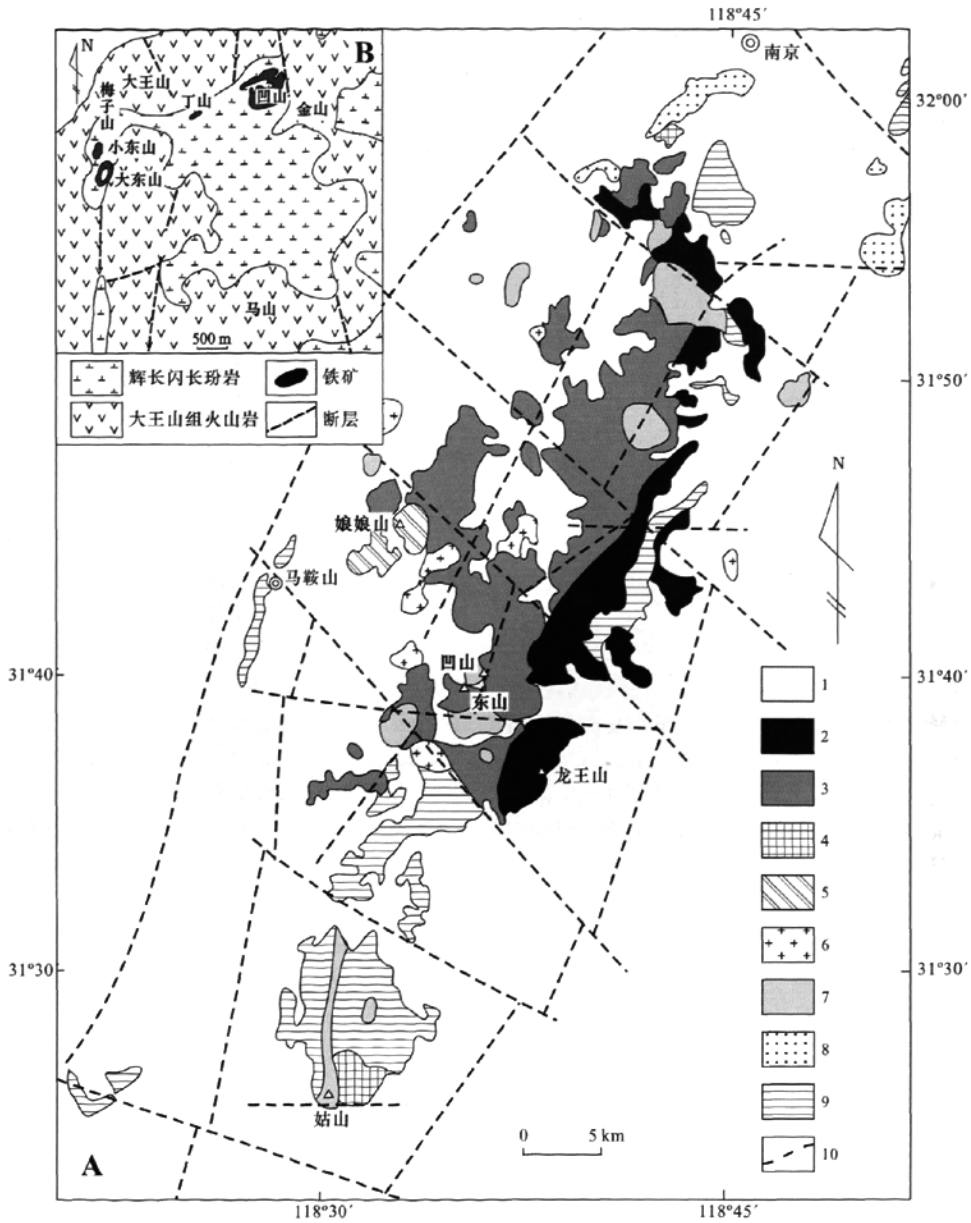 118°45′
N
B
南京
大王山
丁山
凹山
金山
梅子山
32°00′
小东山
大东山
马山
500 m
辉长闪长玢岩
铁矿
31°50′
大王山组火山岩
断层
N
娘娘山
马鞍山
31°40′
凹山
31°40′
东山
1
2
龙王山
3
4
5
6
31°30′
31°30′
7
8
9
姑山
0 5 km
10
A
118°30′
118°45′